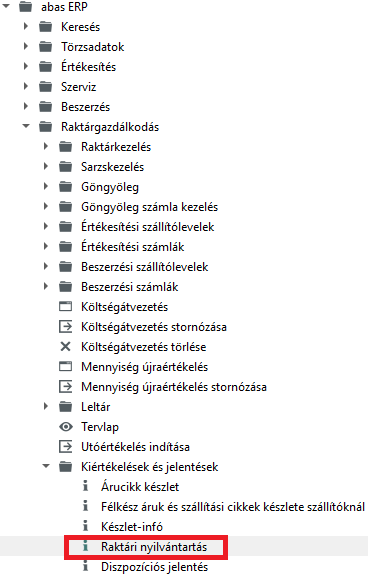 abas ERP
Keresés
Törzsadatok
Értékesítés
Szerviz
Beszerzés
Raktárgazdálkodás
Raktárkezelés
Sarzskezelés
Göngyöleg
Göngyöleg számla kezelés
Értékesítési szállítólevelek
Értékesítési számlák
Beszerzési szállítólevelek
Beszerzési számlák
Költségátvezetés
Költségátvezetés stornózása
Költségátvezetés törlése
Mennyiség újraértékelés
Mennyiség újraértékelés stornózása
Leltár
Tervlap
Utóértékelés indítása
Kiértékelések és jelentések
Árucikk készlet
Félkész áruk és szállítási cikkek készlete szállítóknál
Készlet-infó
Raktári nyilvántartás
Diszpozíciós jelentés